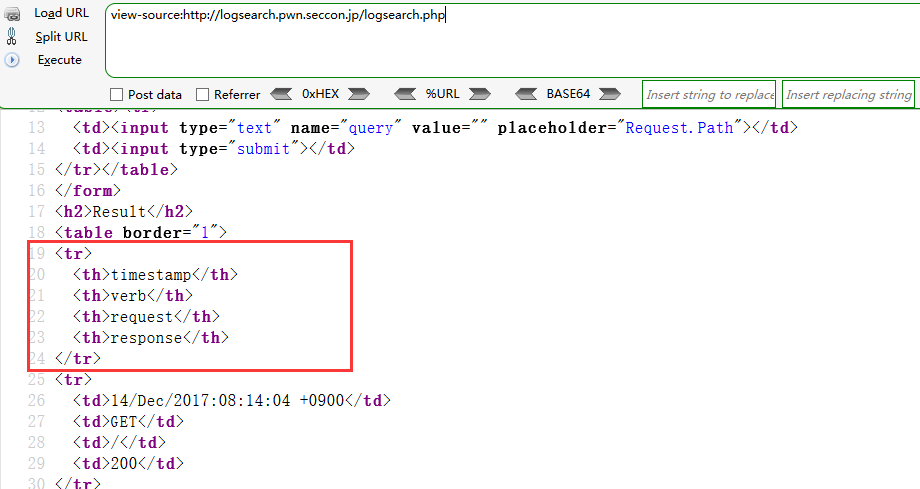 Load URL
view-source:http://logsearch.pwn.seccon.jp/logsearch.php
Split URL
Execute
Post data Referrer 0xHEX %URL BASE64 Insert string to replace Insert replacing string
13 <td><input type="text" name="query" value="" placeholder="Request.Path"></td>
14 <td><input type="submit"></td>
15 </tr></table>
16 </form>
17 <h2>Result</h2>
18 <table border="1">
19 <tr>
20 <th>timestamp</th>
21 <th>verb</th>
22 <th>request</th>
23 <th>response</th>
24 </tr>
25 <tr>
26 <td>14/Dec/2017:08:14:04 +0900</td>
27 <td>GET</td>
28 <td>/</td>
29 <td>200</td>
30 </tr>